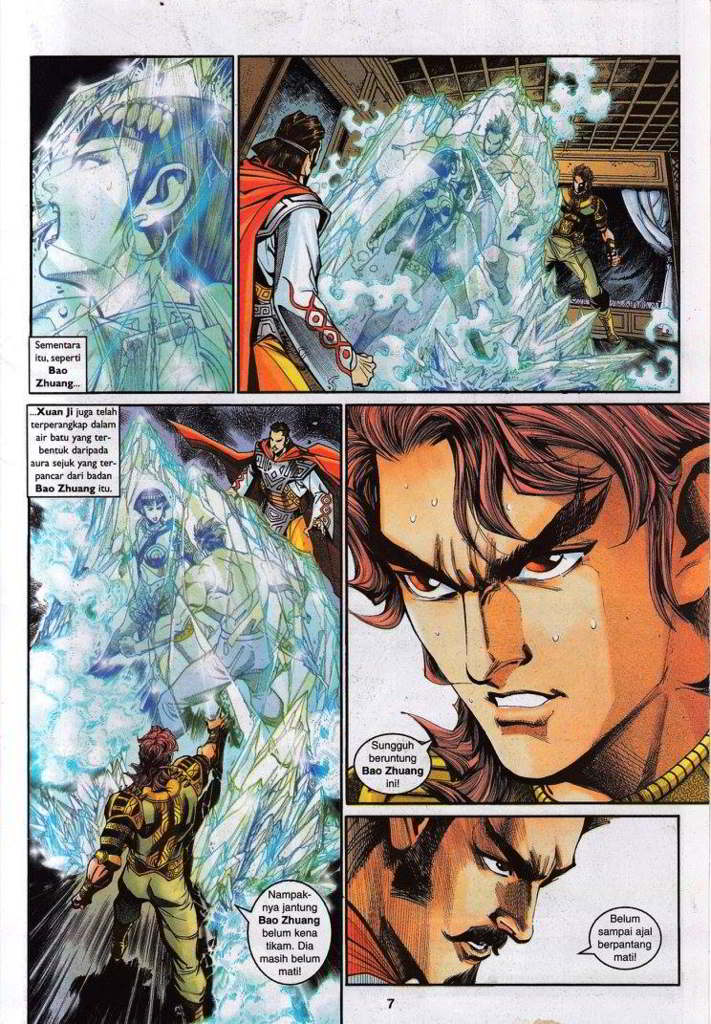 Sementara
itu, seperti
Bao
Zhuang...
...Xuan Ji juga telah
terperangkap dalam
air batu yang ter-
bentuk daripada
aura sejuk yang ter-
pancar dari badan
Bao Zhuang itu.
Sungguh
beruntung
Bao Zhuang
ini!
Nampak-
nya jantung
Bao Zhuang
belum kena
tikam. Dia
masih belum
mati!
Belum
sampai ajal
berpantang
mati!
7